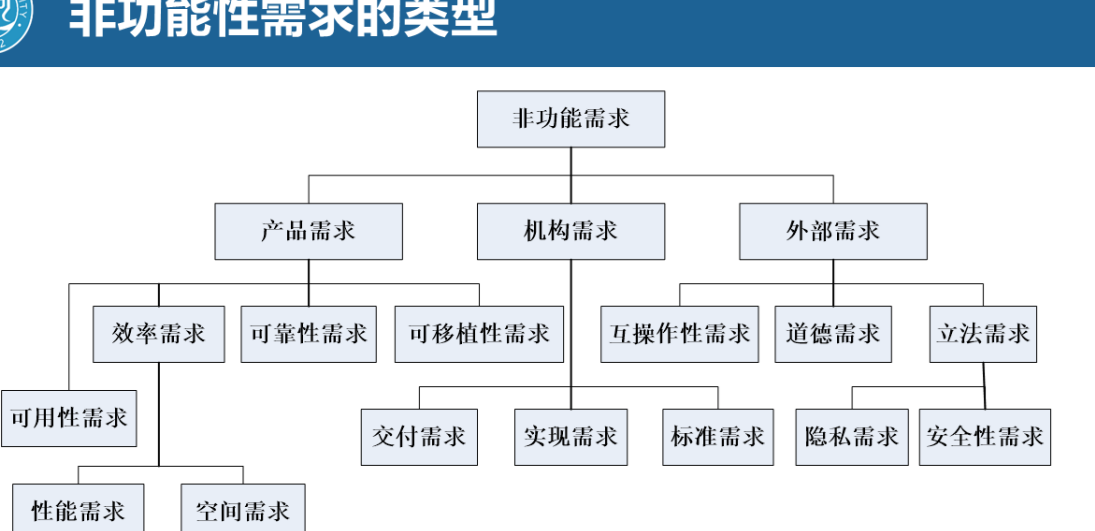 非功能性需求的类型
非功能需求
产品需求
机构需求
外部需求
效率需求
可靠性需求
可移植性需求
互操作性需求
道德需求
立法需求
可用性需求
交付需求
实现需求
标准需求
隐私需求
安全性需求
性能需求
空间需求